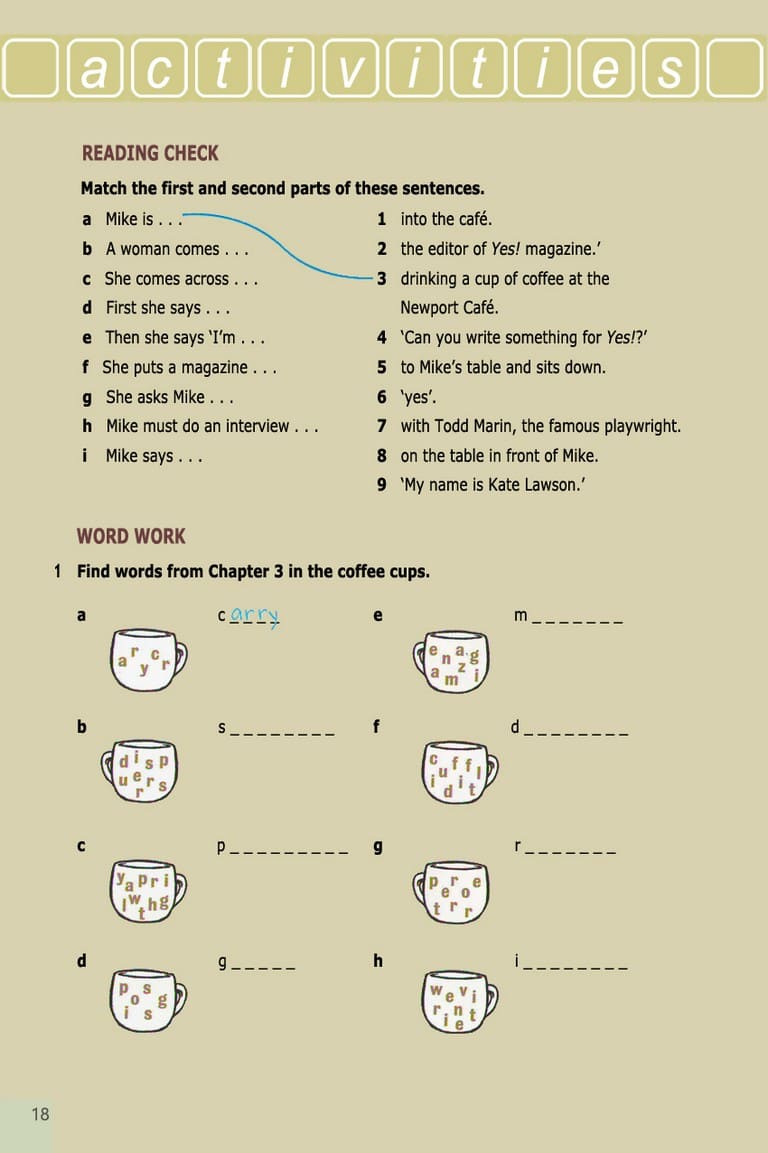 activities
READING CHECK
Match the first and second parts of these sentences.
a Mike is . . .
b A woman comes . . .
c She comes across . . .
d First she says . . .
e Then she says ‘I’m . . .
f She puts a magazine . . .
g She asks Mike . . .
h Mike must do an interview . . .
i Mike says . . .
1 into the café.
2 the editor of Yes! magazine.’
3 drinking a cup of coffee at the
Newport Café.
4 ‘Can you write something for Yes!?’
5 to Mike’s table and sits down.
6 ‘yes’.
7 with Todd Marin, the famous playwright.
8 on the table in front of Mike.
9 ‘My name is Kate Lawson.’
WORD WORK
1 Find words from Chapter 3 in the coffee cups.
a c arry
a r y c r
b s _ _ _ _ _ _ _ _
d i s p
u e r s
r
c p _ _ _ _ _ _ _ _ _
y a p r i
l w t h g
d g _ _ _ _ _
p o s g
i s
e m _ _ _ _ _ _ _
e n a g
a m z i
f d _ _ _ _ _ _ _ _
c u f f l
i d i t
g r _ _ _ _ _ _ _
p e r o e
t r r
h i _ _ _ _ _ _ _ _
w e v i
r i n e t
18